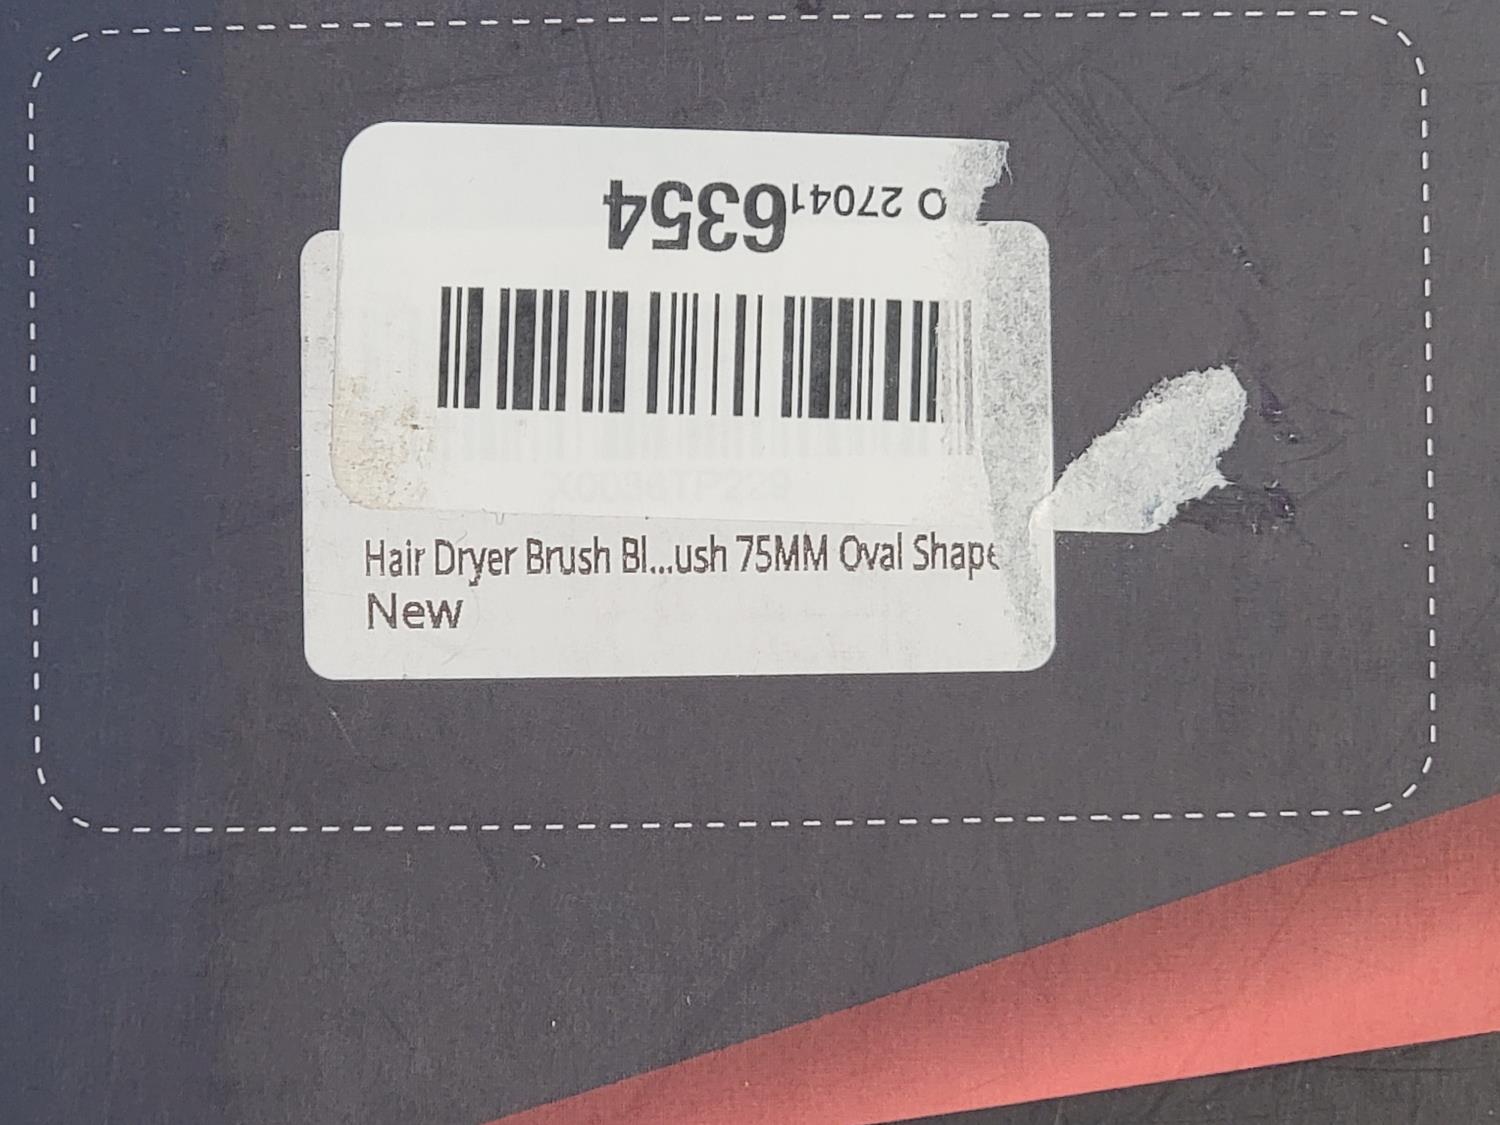 O 270416354
Hair Dryer Brush Bl...ush 75MM Oval Shape
New